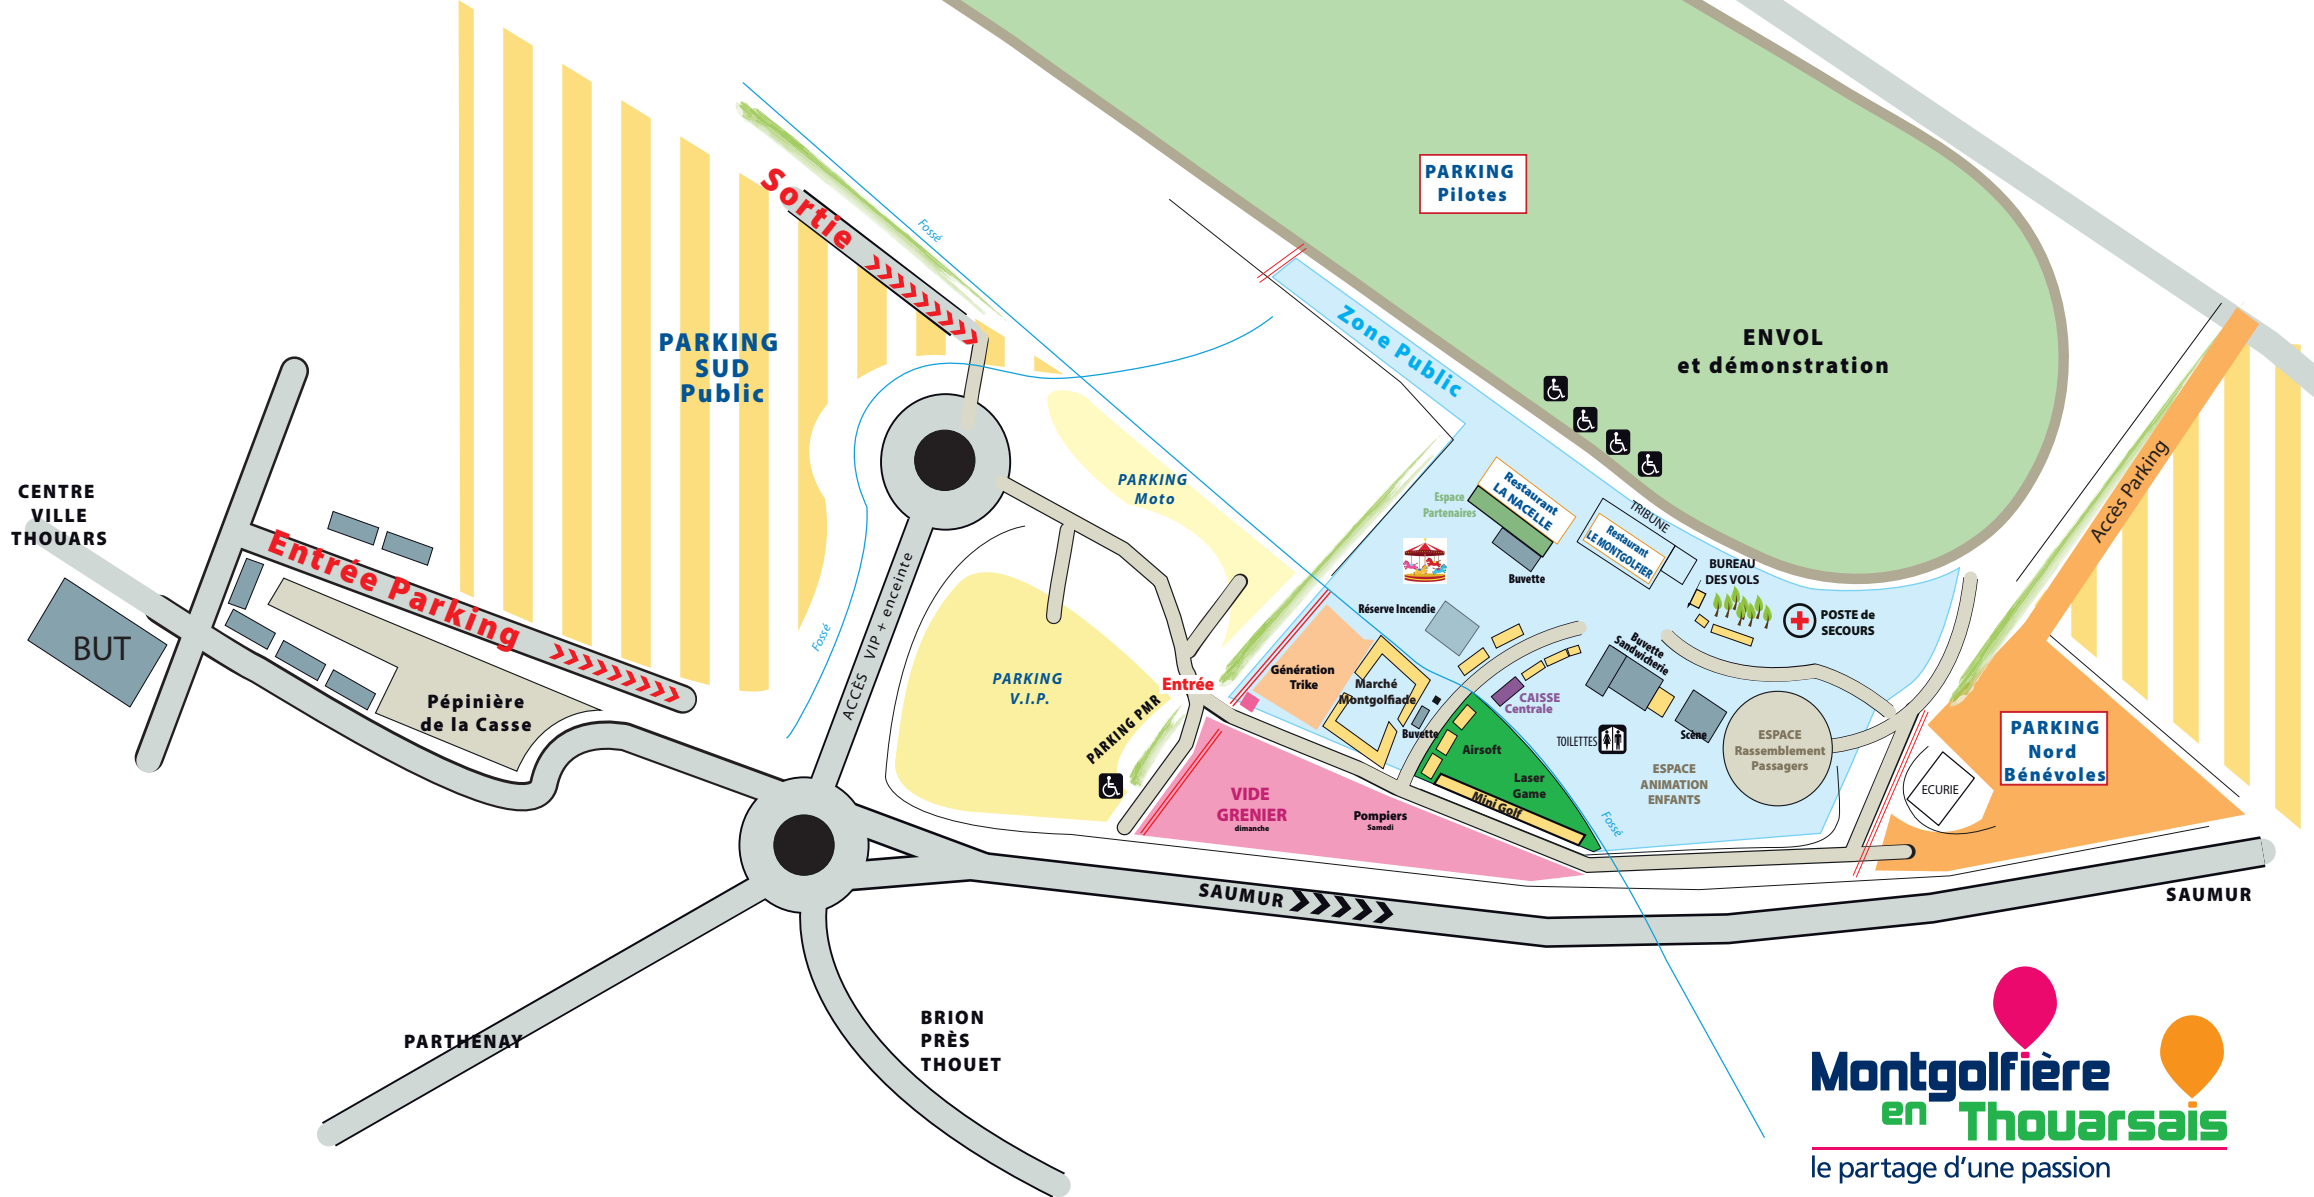 PARKING
Pilotes
Sortie
Fossé
Zone Public
ENVOL
et démonstration
PARKING
SUD
Public
CENTRE
VILLE
THOUARS
Entrée Parking
BUT
Pépinière
de la Casse
PARKING
Moto
ACCÈS VIP + enceinte
Fossé
PARKING
V.I.P.
PARKING PMR
Entrée
Espace
Partenaires
Restaurant
LA NACELLE
Buvette
TRIBUNE
Restaurant
LE MONTGOLFIER
BUREAU
DES VOLS
POSTE de
SECOURS
Accès Parking
Réserve Incendie
Génération
Trike
Marché
Montgolfiade
Buvette
CAISSE
Centrale
Buvette
Sandwicherie
Scène
TOILETTES
ESPACE
Rassemblement
Passagers
ESPACE
ANIMATION
ENFANTS
Airsoft
Laser
Game
Mini Golf
Fossé
VIDE
GRENIER
dimanche
Pompiers
Samedi
PARKING
Nord
Bénévoles
ECURIE
SAUMUR
SAUMUR
PARTHENAY
BRION
PRÈS
THOUET
Montgolfière
en Thouarsais
le partage d'une passion